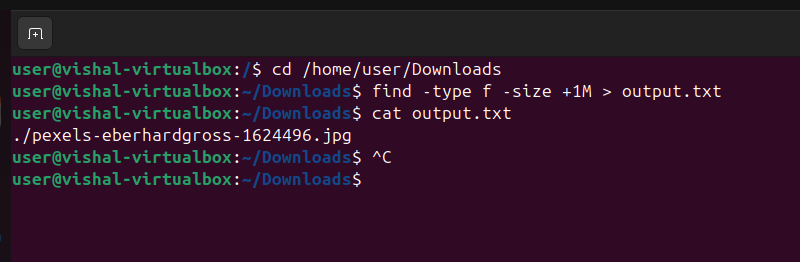 user@vishal-virtualbox:/$ cd /home/user/Downloads
user@vishal-virtualbox:~/Downloads$ find -type f -size +1M > output.txt
user@vishal-virtualbox:~/Downloads$ cat output.txt
./pexels-eberhardgross-1624496.jpg
user@vishal-virtualbox:~/Downloads$ ^C
user@vishal-virtualbox:~/Downloads$